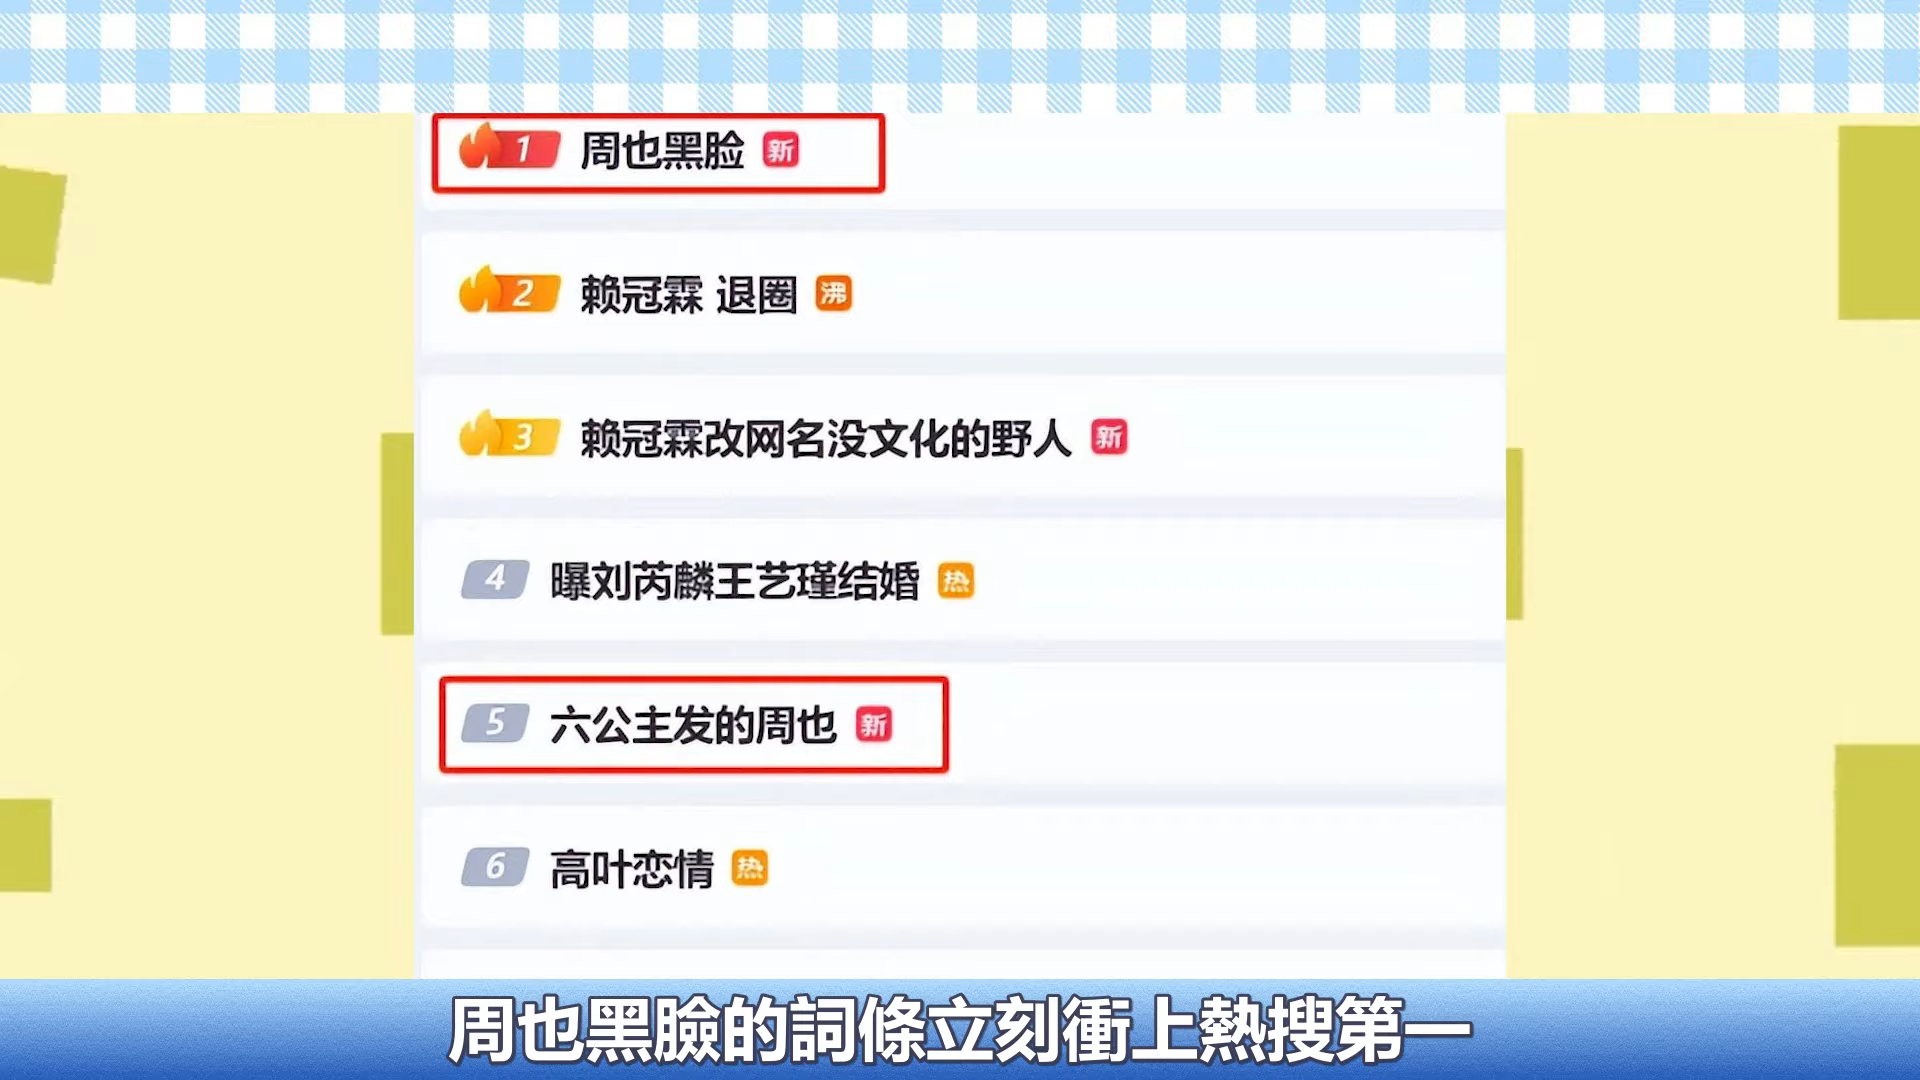 1 周也黑脸 新
2 赖冠霖 退圈 沸
3 赖冠霖改网名没文化的野人 新
4 曝刘芮麟王艺瑾结婚 热
5 六公主发的周也 新
6 高叶恋情 热
周也黑臉的詞條立刻衝上熱搜第一